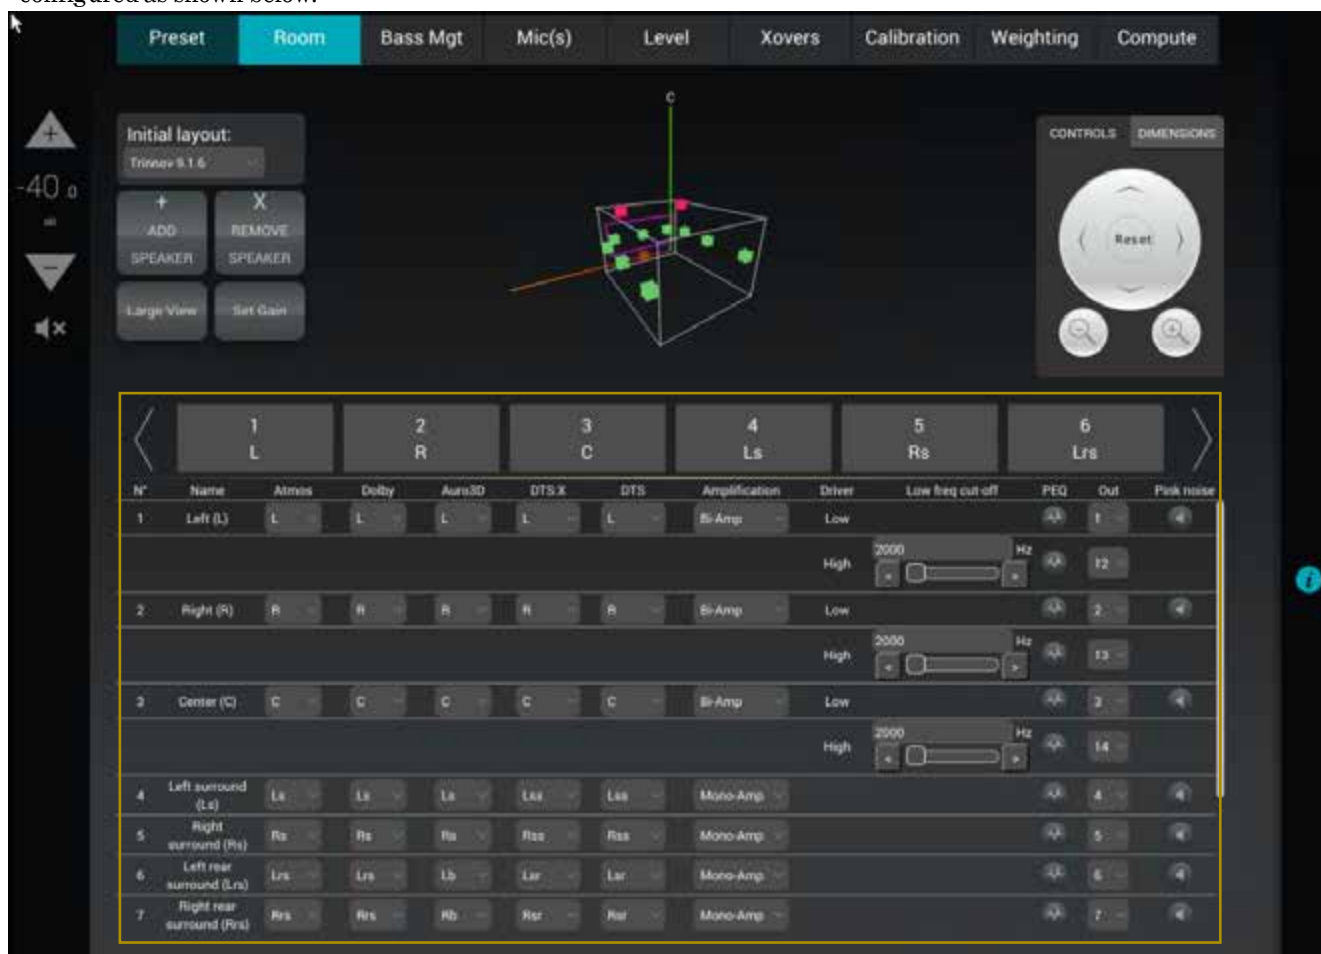 configured as shown below.
Preset Room Bass Mgt Mic(s) Level Xovers Calibration Weighting Compute
C
Initial layout:
Trinnov 9.1.6
CONTROLS DIMENSIONS
+ X
ADD REMOVE
SPEAKER SPEAKER
-40 .0
Reset
Large View Set Gain
1 2 3 4 5 6
L R C Ls Rs Lrs
N° Name Atmos Dolby Auro3D DTS:X DTS Amplification Driver Low freq cut-off PEQ Out Pink noise
1 Left (L) L L L L L Bi-Amp Low 1
High 2000 Hz 12
2 Right (R) R R R R R Bi-Amp Low 2
High 2000 Hz 13
3 Center (C) C C C C C Bi-Amp Low 3
High 2000 Hz 14
4 Left surround (Ls) Ls Ls Ls Lss Lss Mono-Amp 4
5 Right surround (Rs) Rs Rs Rs Rss Rss Mono-Amp 5
6 Left rear surround (Lrs) Lrs Lrs Lb Lsr Lsr Mono-Amp 6
7 Right rear surround (Rrs) Rrs Rrs Rb Rsr Rsr Mono-Amp 7